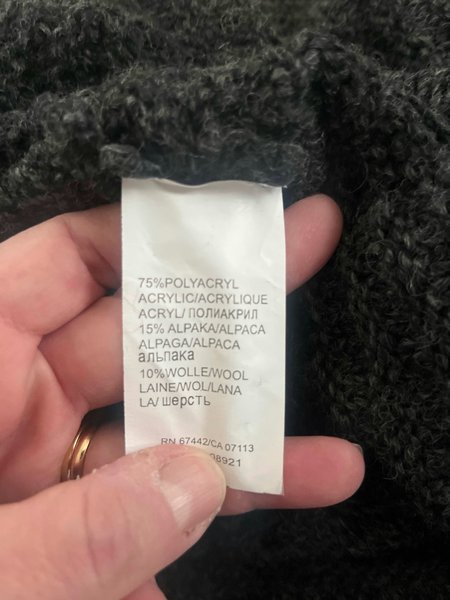 75%POLYACRYL
ACRYLIC/ACRYLIQUE
ACRYL/ ПОЛИАКРИЛ
15% ALPAKA/ALPACA
ALPAGA/ALPACA
альпака
10%WOLLE/WOOL
LAINE/WOL/LANA
LA/ шерсть
RN 67442/CA 07113